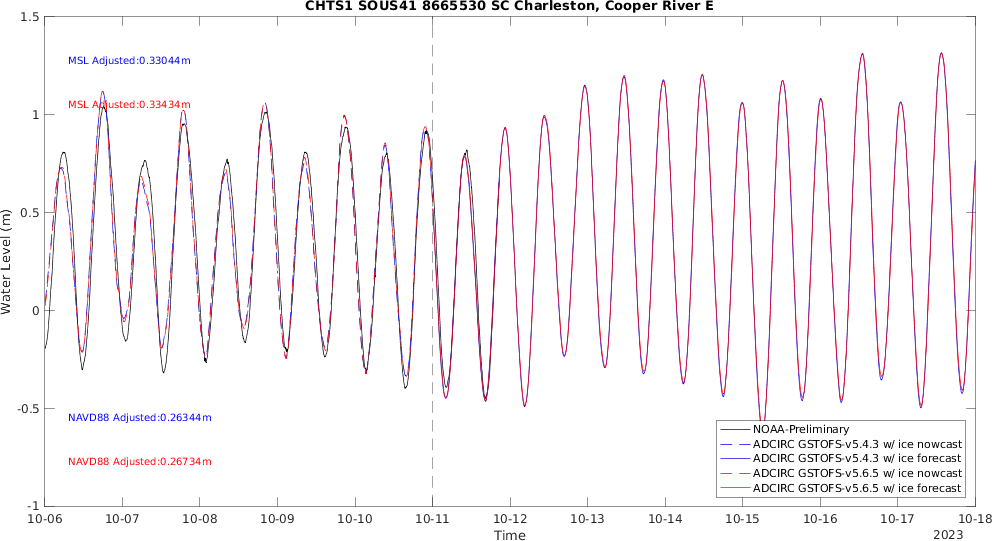 CHTS1 SOUS41 8665530 SC Charleston, Cooper River E
1.5
MSL Adjusted:0.33044m
MSL Adjusted:0.33434m
1
0.5
Water Level (m)
0
-0.5
NAVD88 Adjusted:0.26344m
NAVD88 Adjusted:0.26734m
-1
NOAA-Preliminary
ADCIRC GSTOFS-v5.4.3 w/ ice nowcast
ADCIRC GSTOFS-v5.4.3 w/ ice forecast
ADCIRC GSTOFS-v5.6.5 w/ ice nowcast
ADCIRC GSTOFS-v5.6.5 w/ ice forecast
10-06 10-07 10-08 10-09 10-10 10-11 10-12 10-13 10-14 10-15 10-16 10-17 10-18
Time
2023